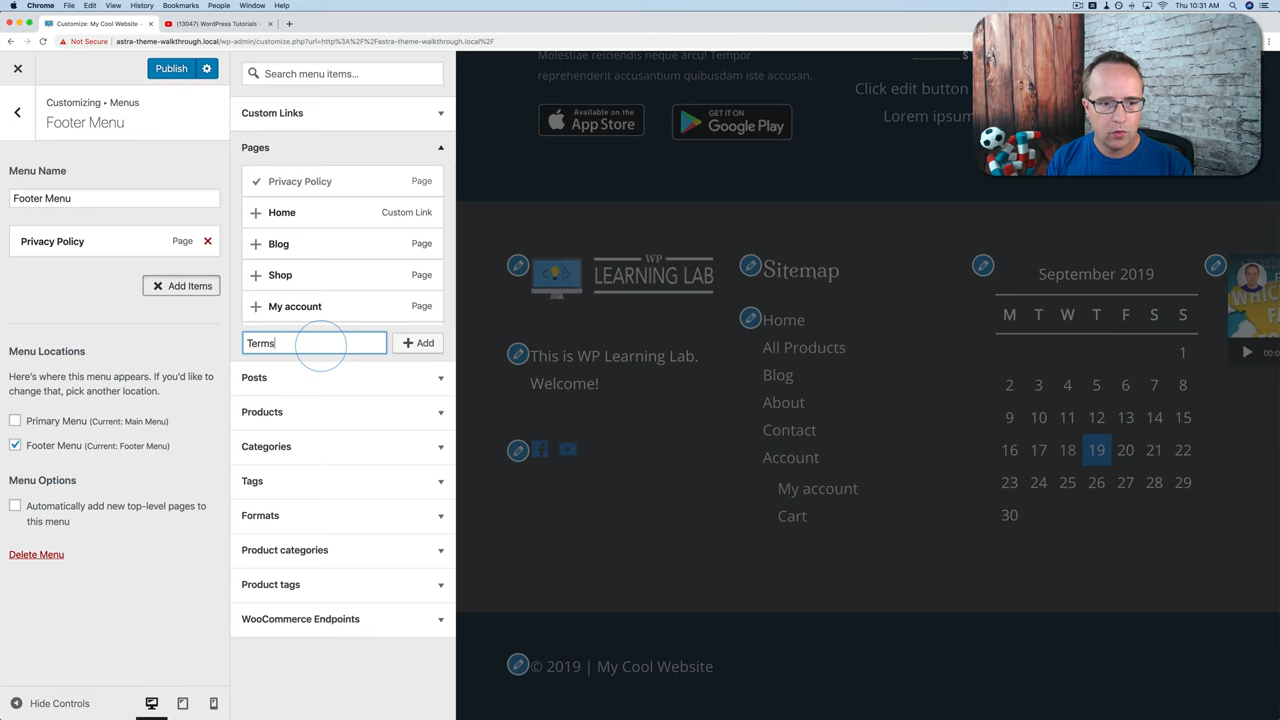 Chrome File Edit View History Bookmarks People Window Help
Thu 10:31 AM
Customize: My Cool Website
(13047) WordPress Tutorials -
Not Secure
astra-theme-walkthrough.local/wp-admin/customize.php?url=http%3A%2F%2Fastra-theme-walkthrough.local%2F
Publish
Customizing • Menus
Footer Menu
Menu Name
Footer Menu
Privacy Policy Page
Add Items
Menu Locations
Here's where this menu appears. If you'd like to
change that, pick another location.
Primary Menu (Current: Main Menu)
Footer Menu (Current: Footer Menu)
Menu Options
Automatically add new top-level pages to
this menu
Delete Menu
Hide Controls
Search menu items...
Custom Links
Pages
Privacy Policy Page
Home Custom Link
Blog Page
Shop Page
My account Page
Terms
Add
Posts
Products
Categories
Tags
Formats
Product categories
Product tags
WooCommerce Endpoints
Molestiae reiciendis neque arcu! Tempor
reprehenderit accusantium quibusdam iste accusan.
Available on the
App Store
GET IT ON
Google Play
S
Click edit button
Lorem ipsum
WP
LEARNING LAB
This is WP Learning Lab.
Welcome!
Sitemap
Home
All Products
Blog
About
Contact
Account
My account
Cart
September 2019
M T W T F S S
1
2 3 4 5 6 7 8
9 10 11 12 13 14 15
16 17 18 19 20 21 22
23 24 25 26 27 28 29
30
WHICH
© 2019 | My Cool Website